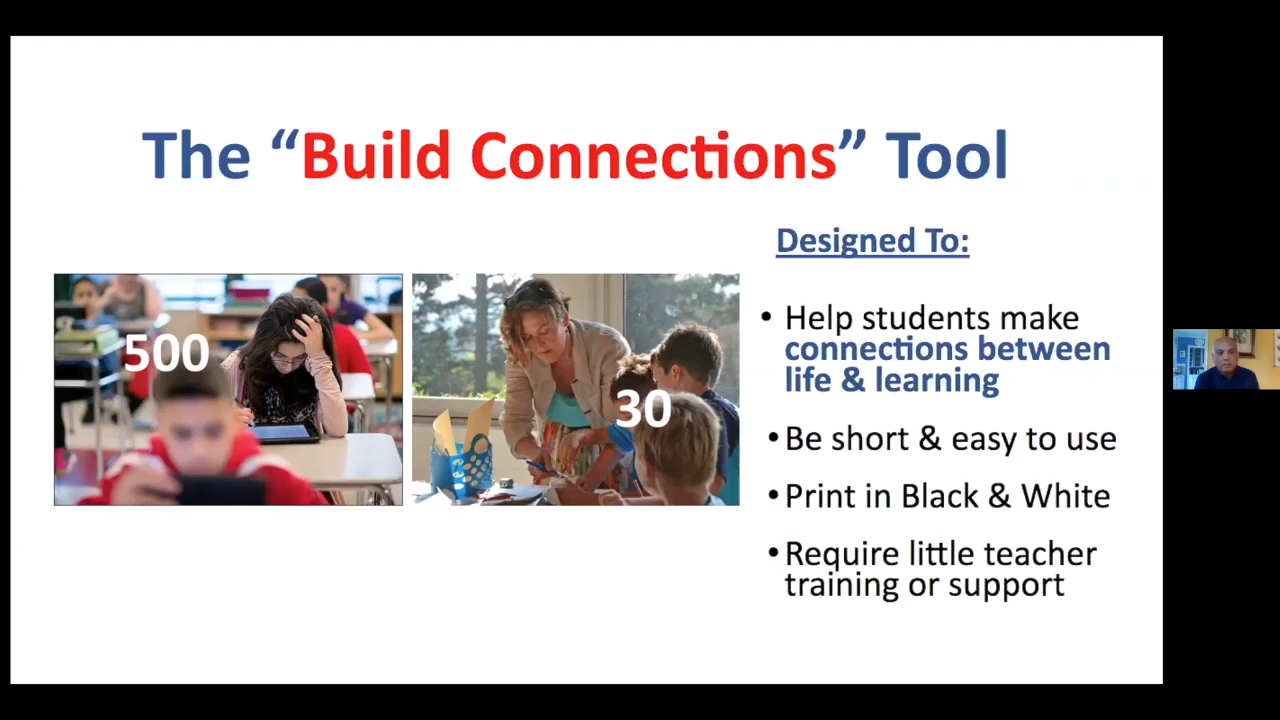 The “Build Connections” Tool
Designed To:
500
30
• Help students make
connections between
life & learning
• Be short & easy to use
• Print in Black & White
• Require little teacher
training or support